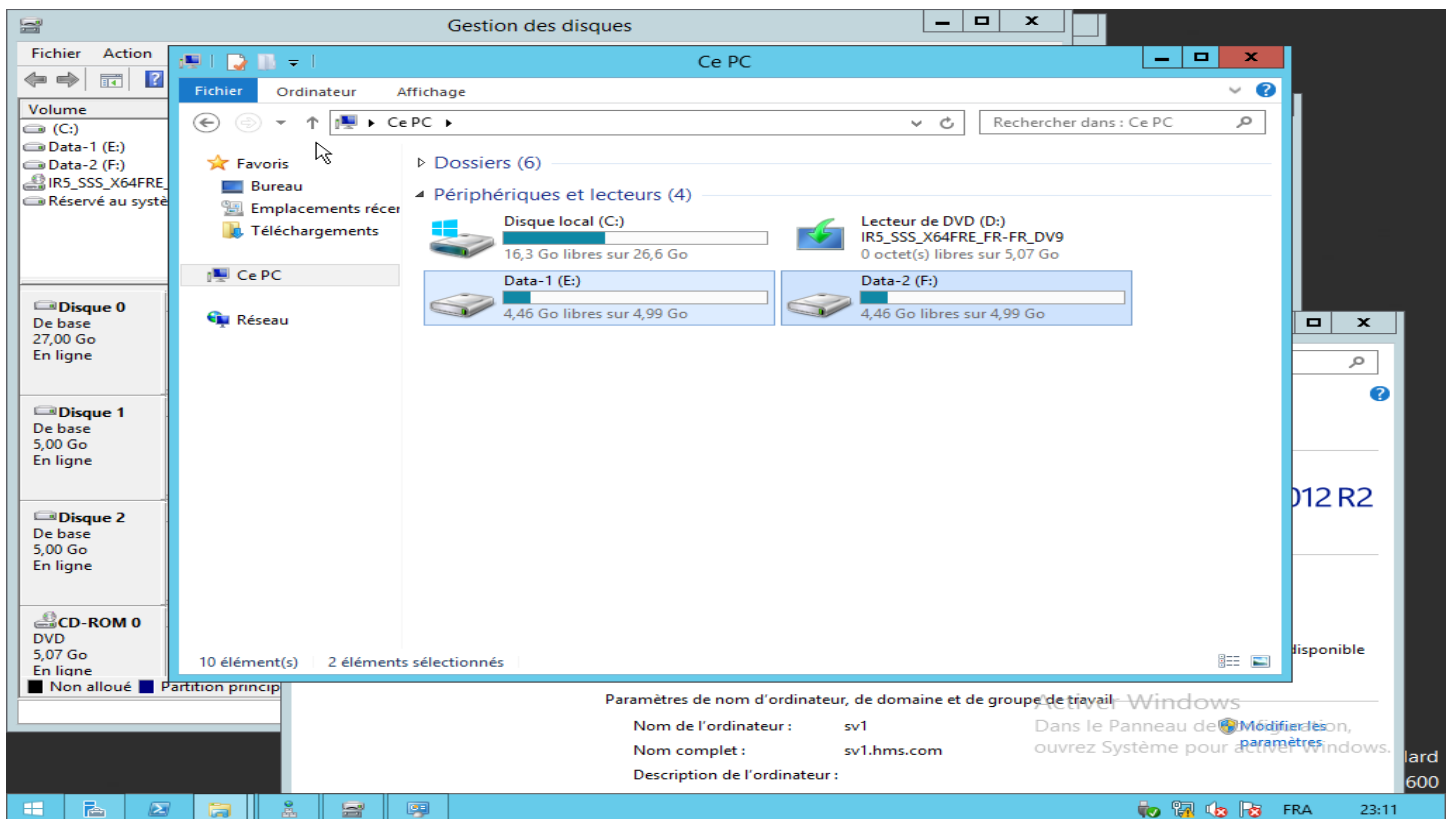 Gestion des disques
Fichier Action
Ce PC
Fichier Ordinateur Affichage
Volume
(C:)
Data-1 (E:)
Data-2 (F:)
IR5_SSS_X64FRE_
Réservé au systè
Ce PC
Rechercher dans : Ce PC
Favoris
Bureau
Emplacements récer
Téléchargements
Ce PC
Réseau
Dossiers (6)
Périphériques et lecteurs (4)
Disque local (C:)
16,3 Go libres sur 26,6 Go
Lecteur de DVD (D:)
IR5_SSS_X64FRE_FR-FR_DV9
0 octet(s) libres sur 5,07 Go
Data-1 (E:)
4,46 Go libres sur 4,99 Go
Data-2 (F:)
4,46 Go libres sur 4,99 Go
Disque 0
De base
27,00 Go
En ligne
Disque 1
De base
5,00 Go
En ligne
Disque 2
De base
5,00 Go
En ligne
CD-ROM 0
DVD
5,07 Go
En ligne
10 élément(s) 2 éléments sélectionnés
Non alloué Partition princip
012 R2
disponible
Paramètres de nom d'ordinateur, de domaine et de groupe de travail
Nom de l'ordinateur : sv1
Nom complet : sv1.hms.com
Description de l'ordinateur :
Modifier les
paramètres
Activer Windows
Dans le Panneau de configuration,
ouvrez Système pour activer Windows.
lard
600
FRA 23:11